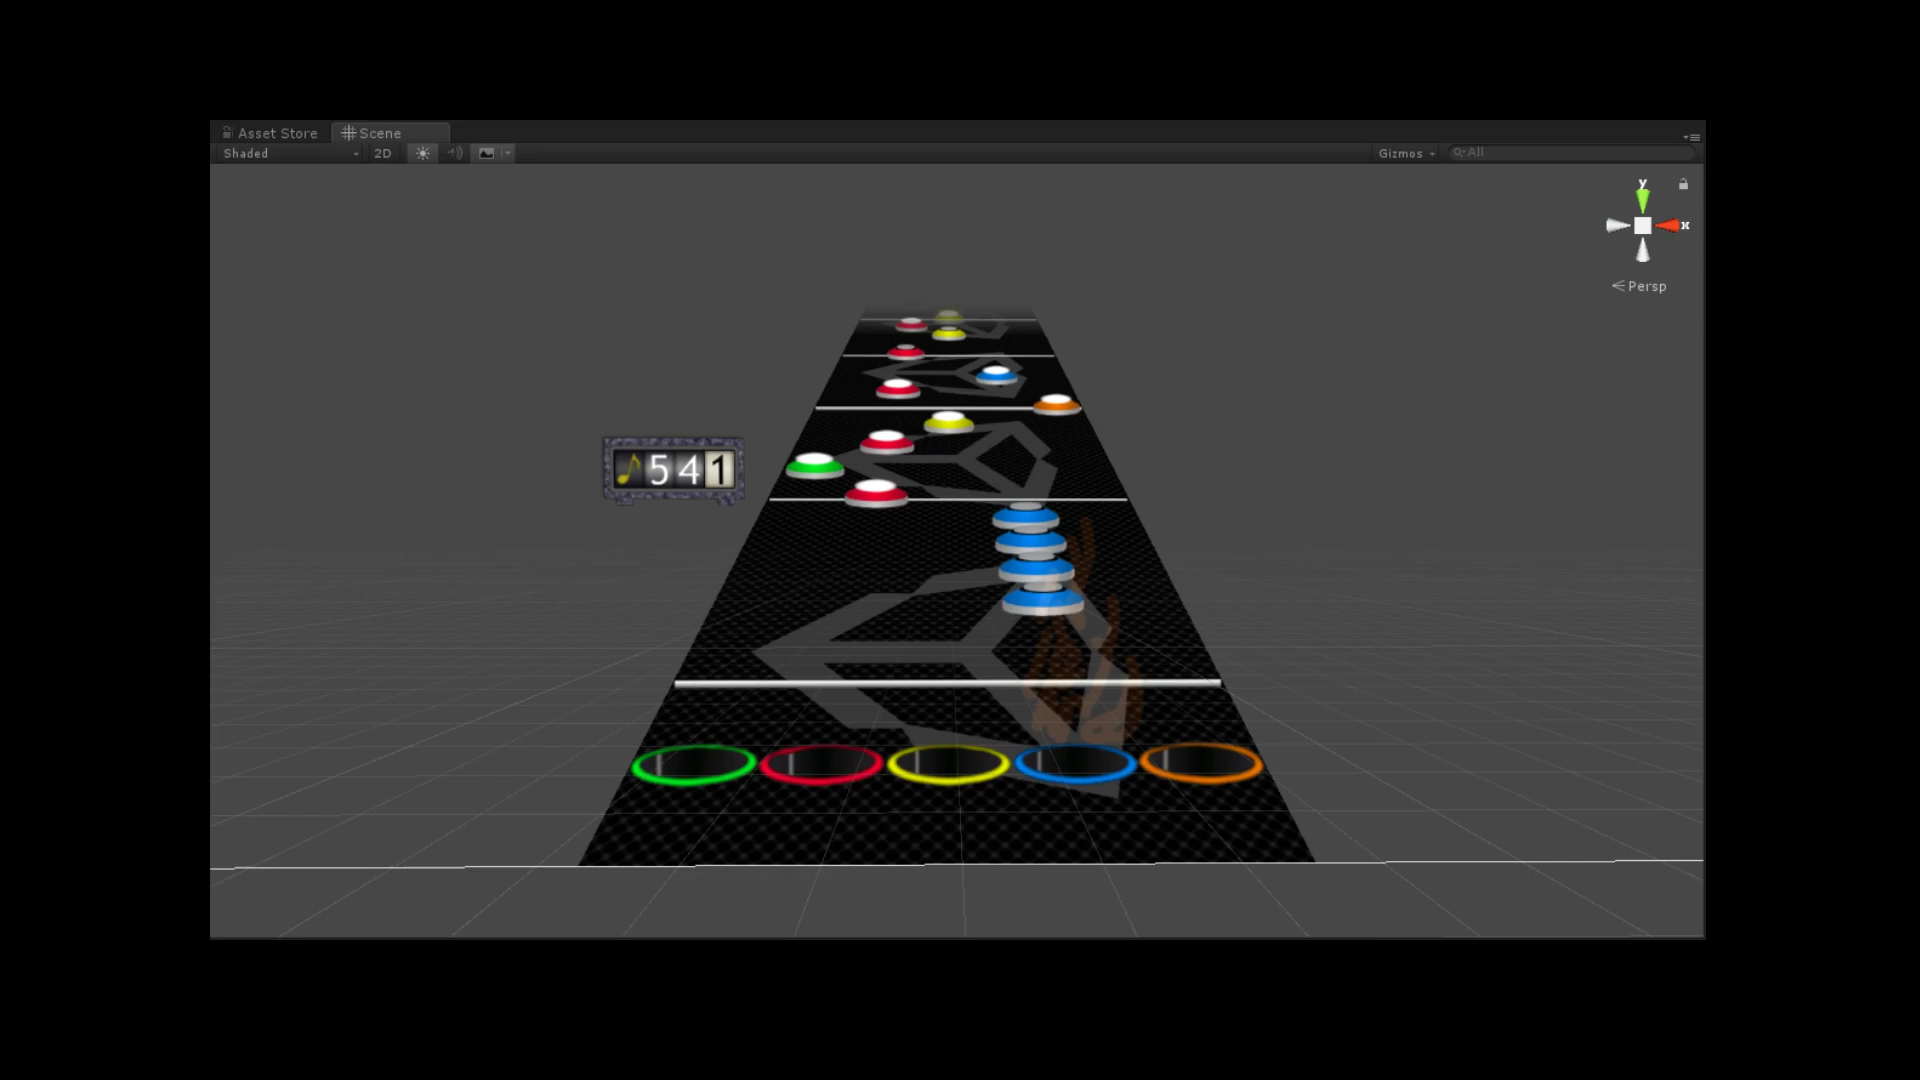 Asset Store Scene
Shaded 2D Gizmos All
y
x
Persp
541